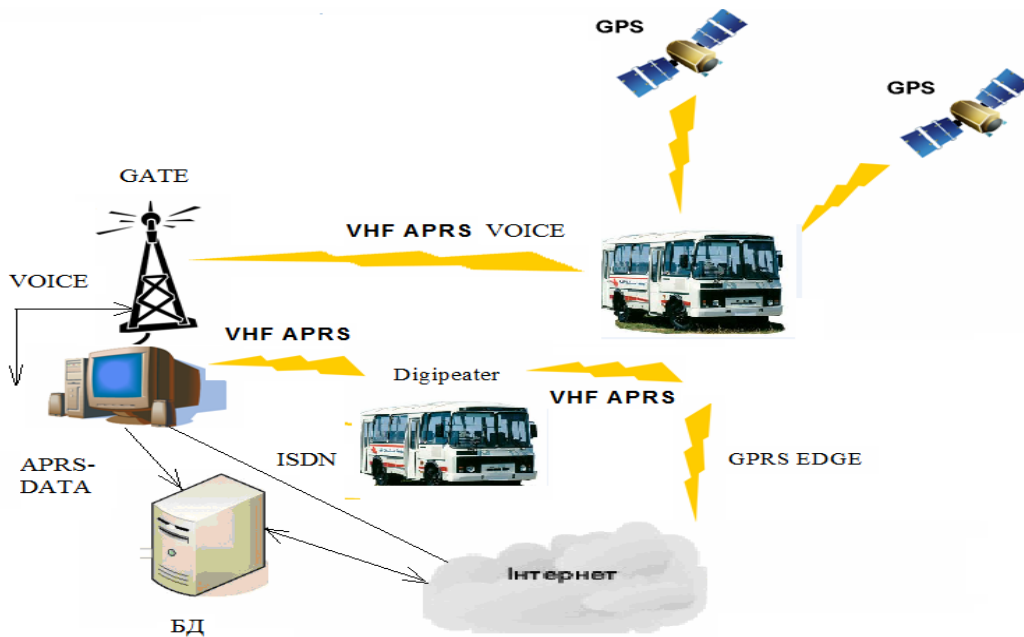 GPS
GPS
GATE
VHF APRS VOICE
VOICE
VHF APRS
Digipeater
VHF APRS
ISDN
GPRS EDGE
APRS-
DATA
Інтернет
БД